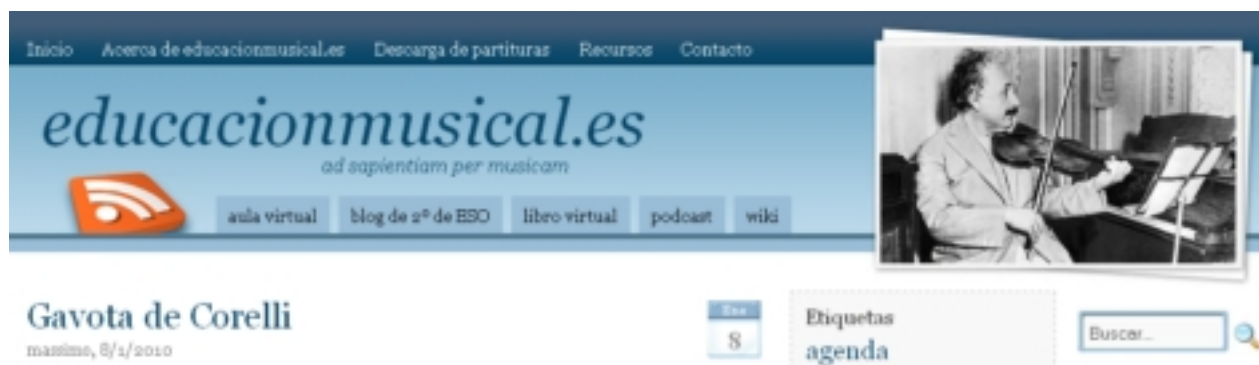 Inicio Acerca de educacionmusical.es Descarga de partituras Recursos Contacto
educacionmusical.es
ad sapientiam per musicam
aula virtual blog de 2º de ESO libro virtual podcast wiki
Gavota de Corelli
massimo, 8/1/2010
Ene
8
Etiquetas
agenda
Buscar...